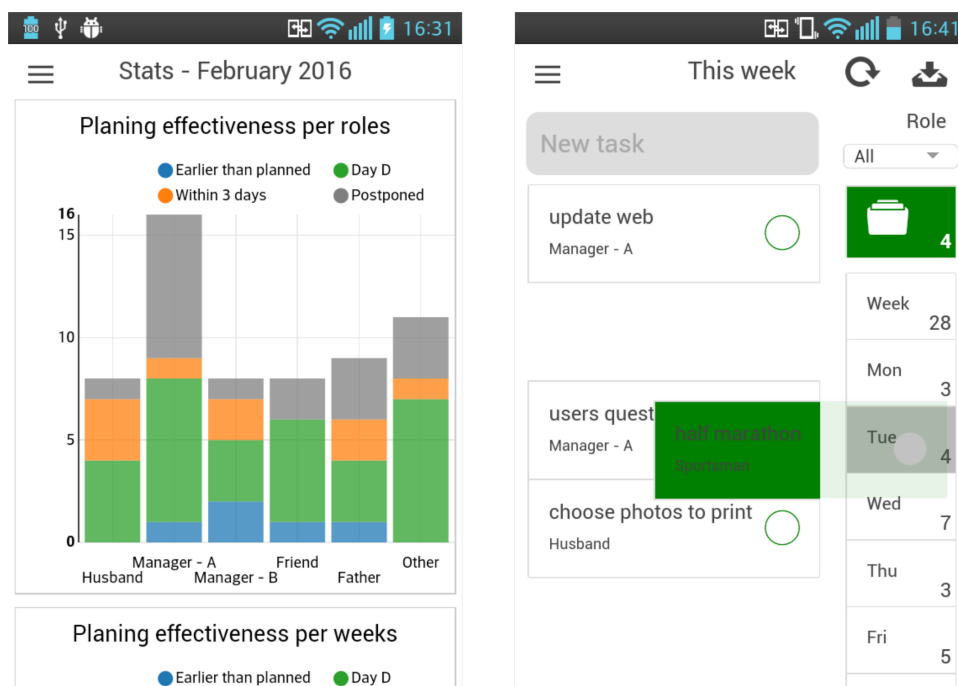 100 16:31
Stats - February 2016
Planing effectiveness per roles
Earlier than planned Day D
Within 3 days Postponed
16
15
10
5
0
Manager - A Friend Other
Husband Manager - B Father
Planing effectiveness per weeks
Earlier than planned Day D
16:41
This week
New task
Role
All
update web
Manager - A
4
Week
28
Mon
3
users quest
Manager - A
half marathon
Sportsman
Tue
4
choose photos to print
Husband
Wed
7
Thu
3
Fri
5